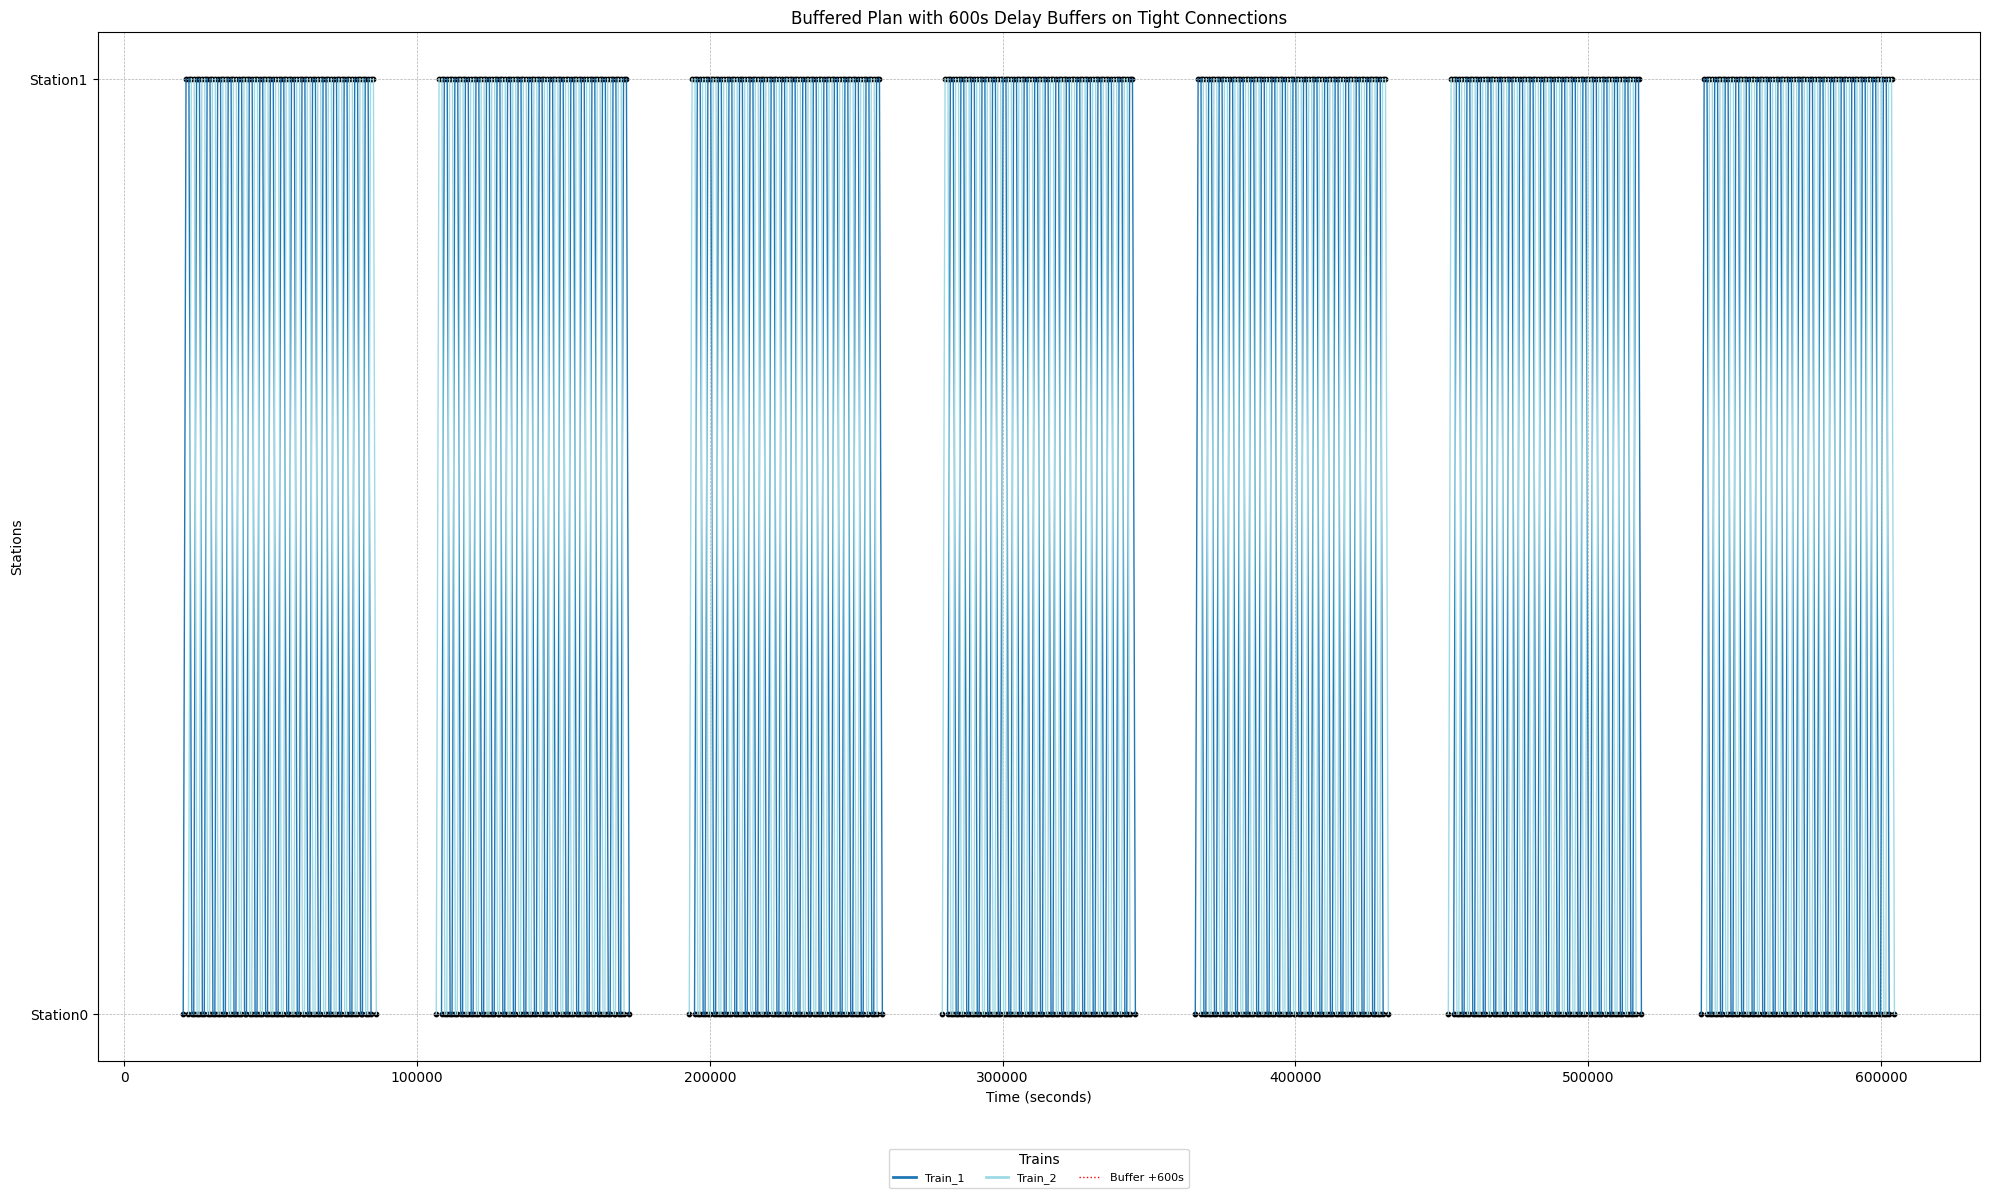 Buffered Plan with 600s Delay Buffers on Tight Connections
Station1
Stations
Station0
0 100000 200000 300000 400000 500000 600000
Time (seconds)
Trains
Train_1 Train_2 Buffer +600s